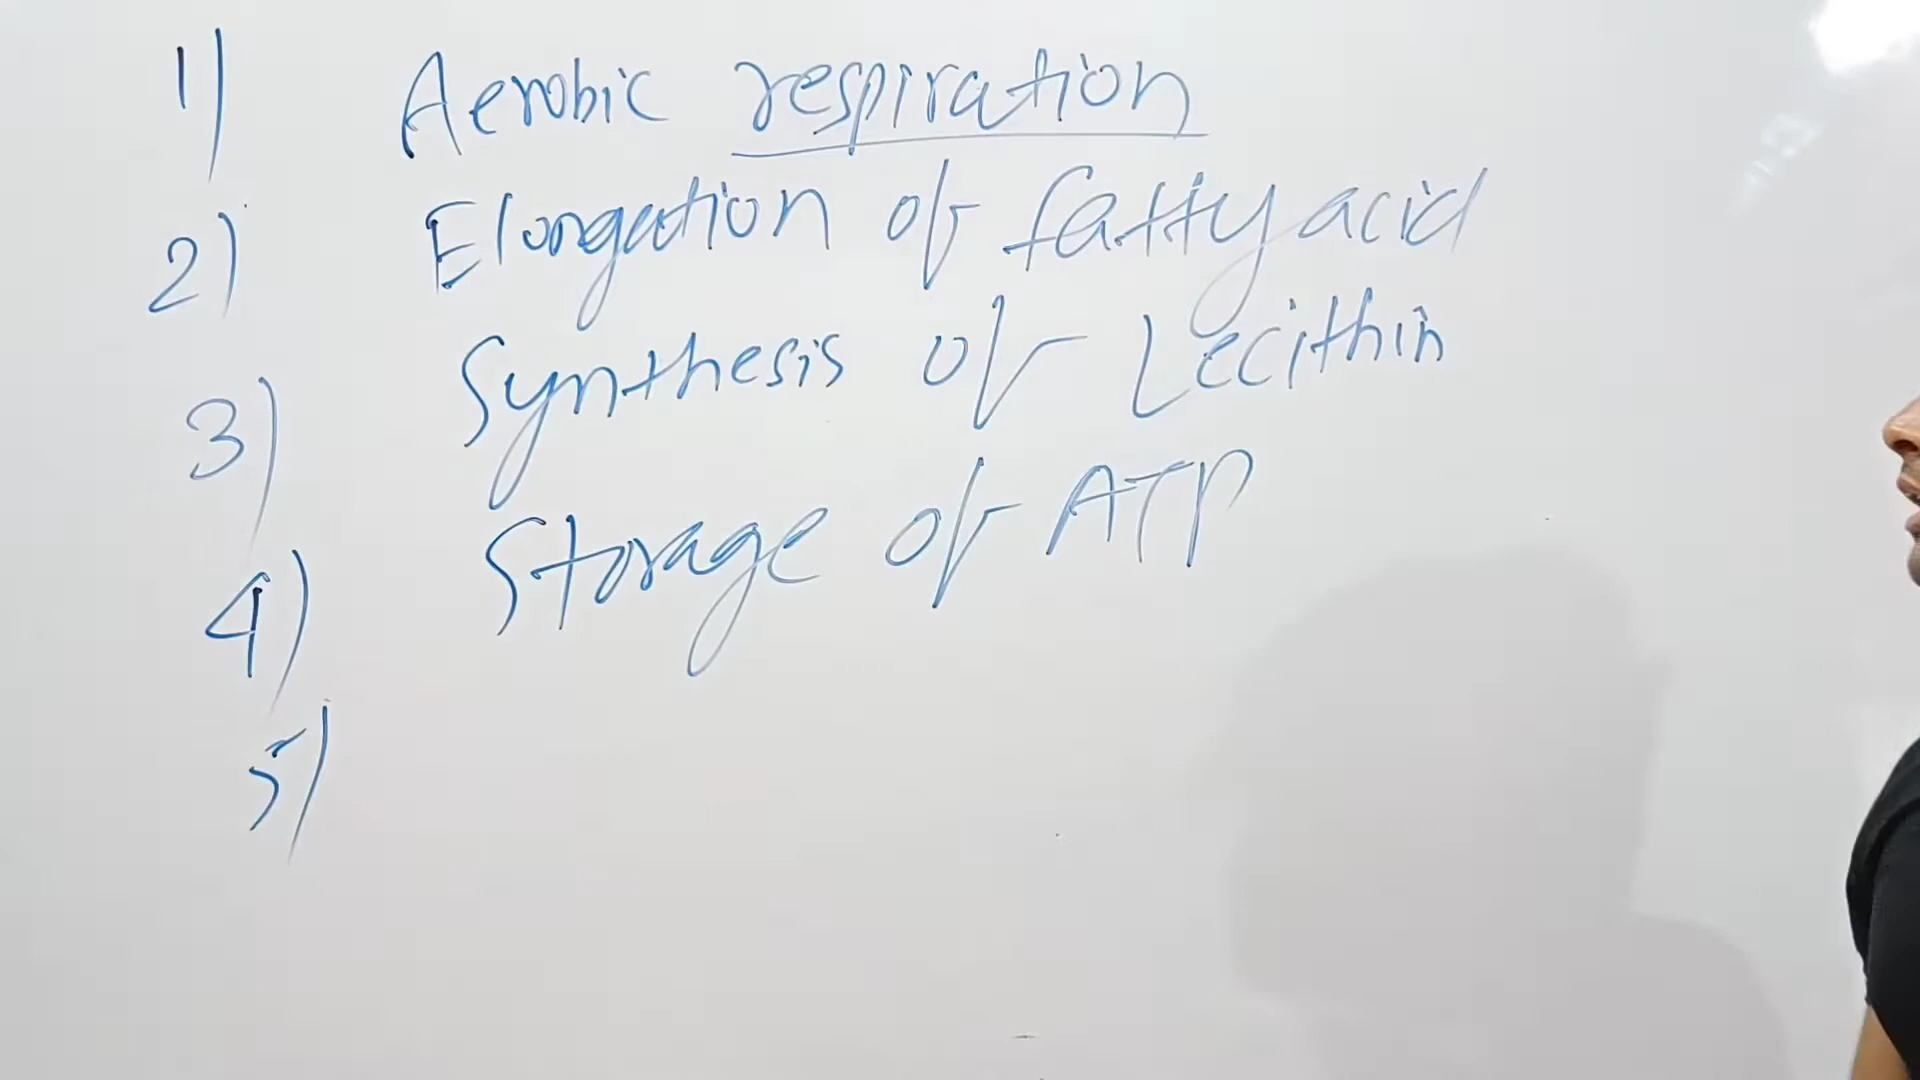 1) Aerobic respiration
2) Elongation of fatty acid
3) Synthesis of Lecithin
4) Storage of ATP
5)